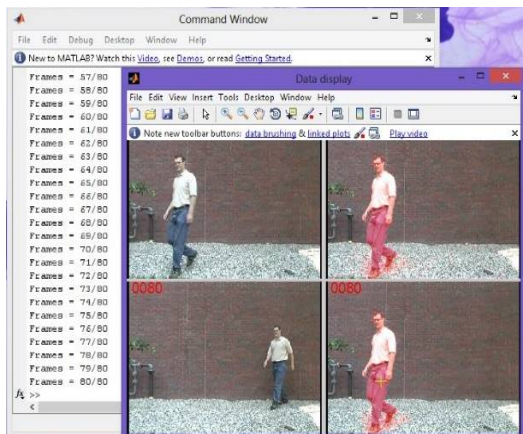 Command Window
File Edit Debug Desktop Window Help
New to MATLAB? Watch this Video, see Demos, or read Getting Started.
Frames = 57/80
Frames = 58/80
Frames = 59/80
Frames = 60/80
Frames = 61/80
Frames = 62/80
Frames = 63/80
Frames = 64/80
Frames = 65/80
Frames = 66/80
Frames = 67/80
Frames = 68/80
Frames = 69/80
Frames = 70/80
Frames = 71/80
Frames = 72/80
Frames = 73/80
Frames = 74/80
Frames = 75/80
Frames = 76/80
Frames = 77/80
Frames = 78/80
Frames = 79/80
Frames = 80/80
fx >>
Data display
File Edit View Insert Tools Desktop Window Help
Note new toolbar buttons: data brushing & linked plots Play video
0080 0080